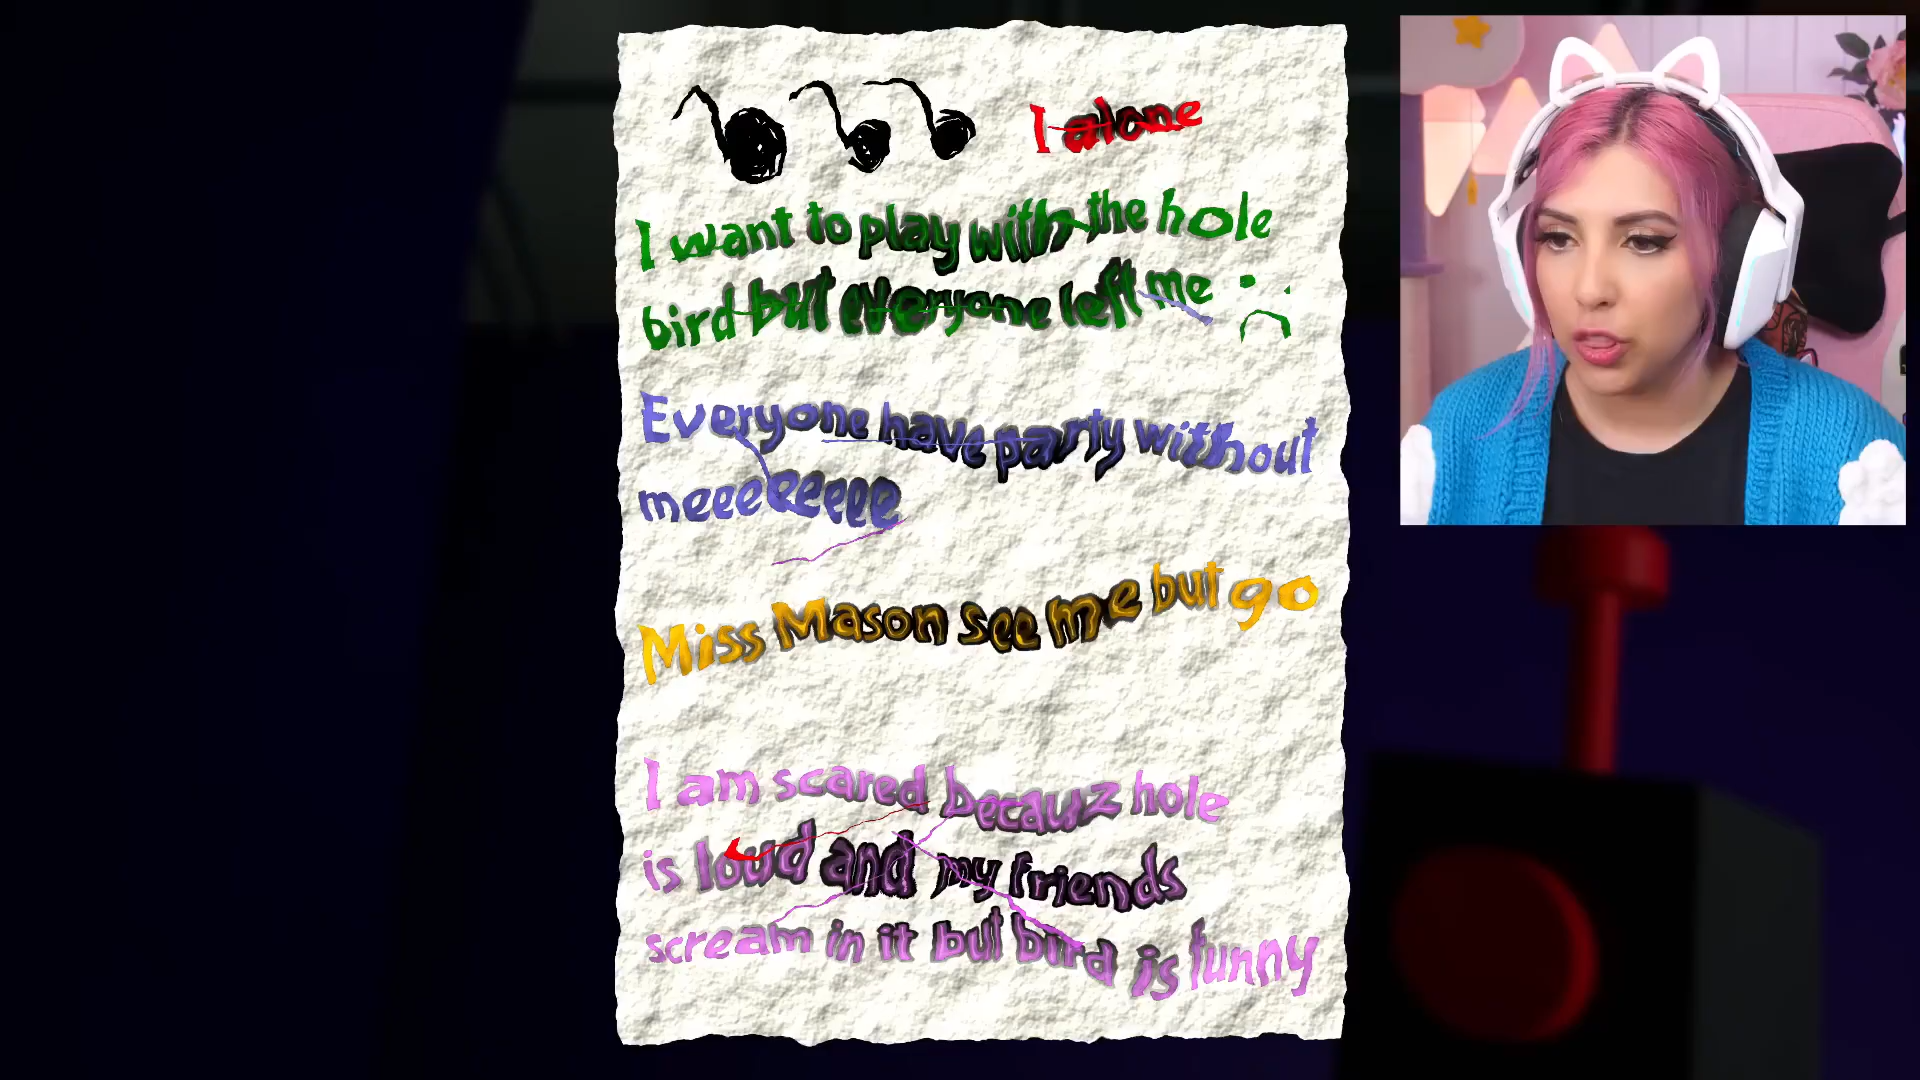 I alone
I want to play with the hole
bird but everyone left me :(
Everyone have party without
meeeeeeee
Miss Mason see me but go
I am scared becauz hole
is loud and my friends
scream in it but bird is funny